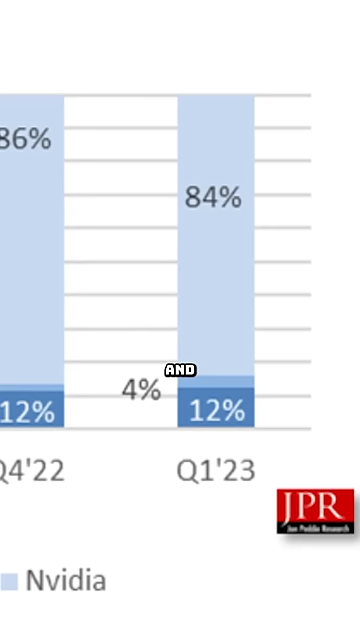 86%
84%
AND
4%
12%
12%
Q4'22
Q1'23
JPR
Jon Peddie Research
Nvidia